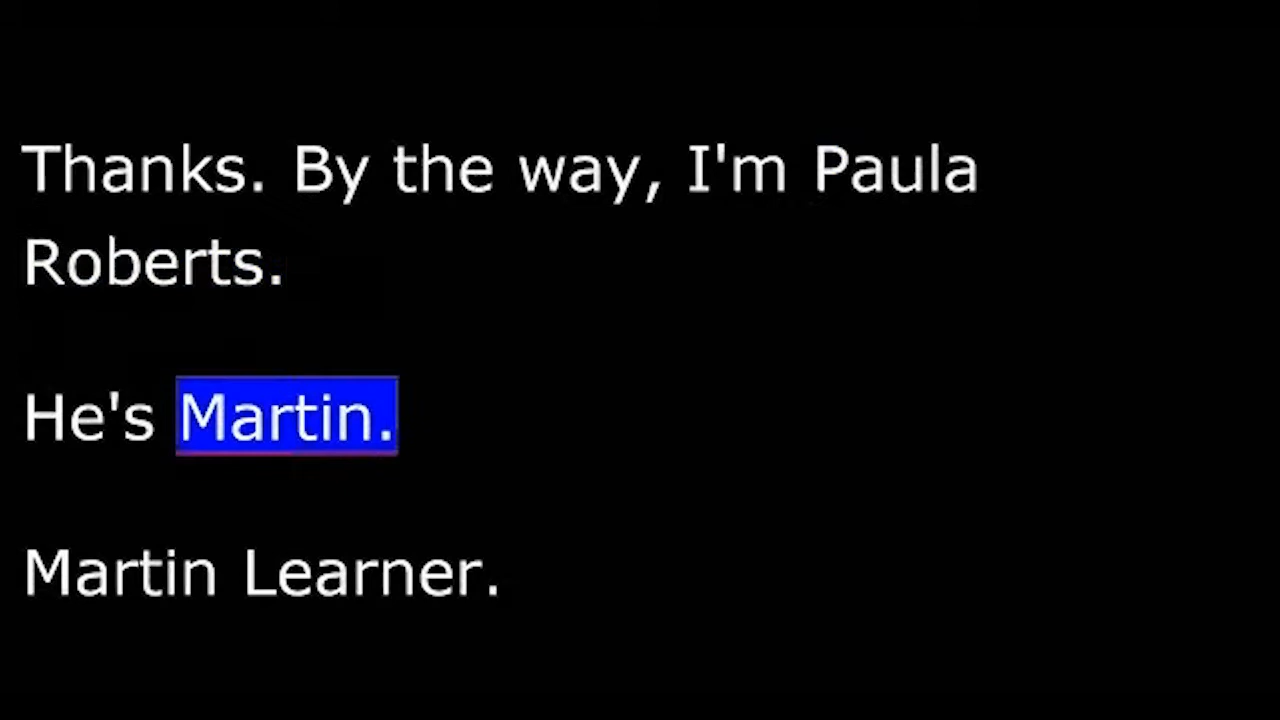 Thanks. By the way, I'm Paula
Roberts.
He's Martin.
Martin Learner.